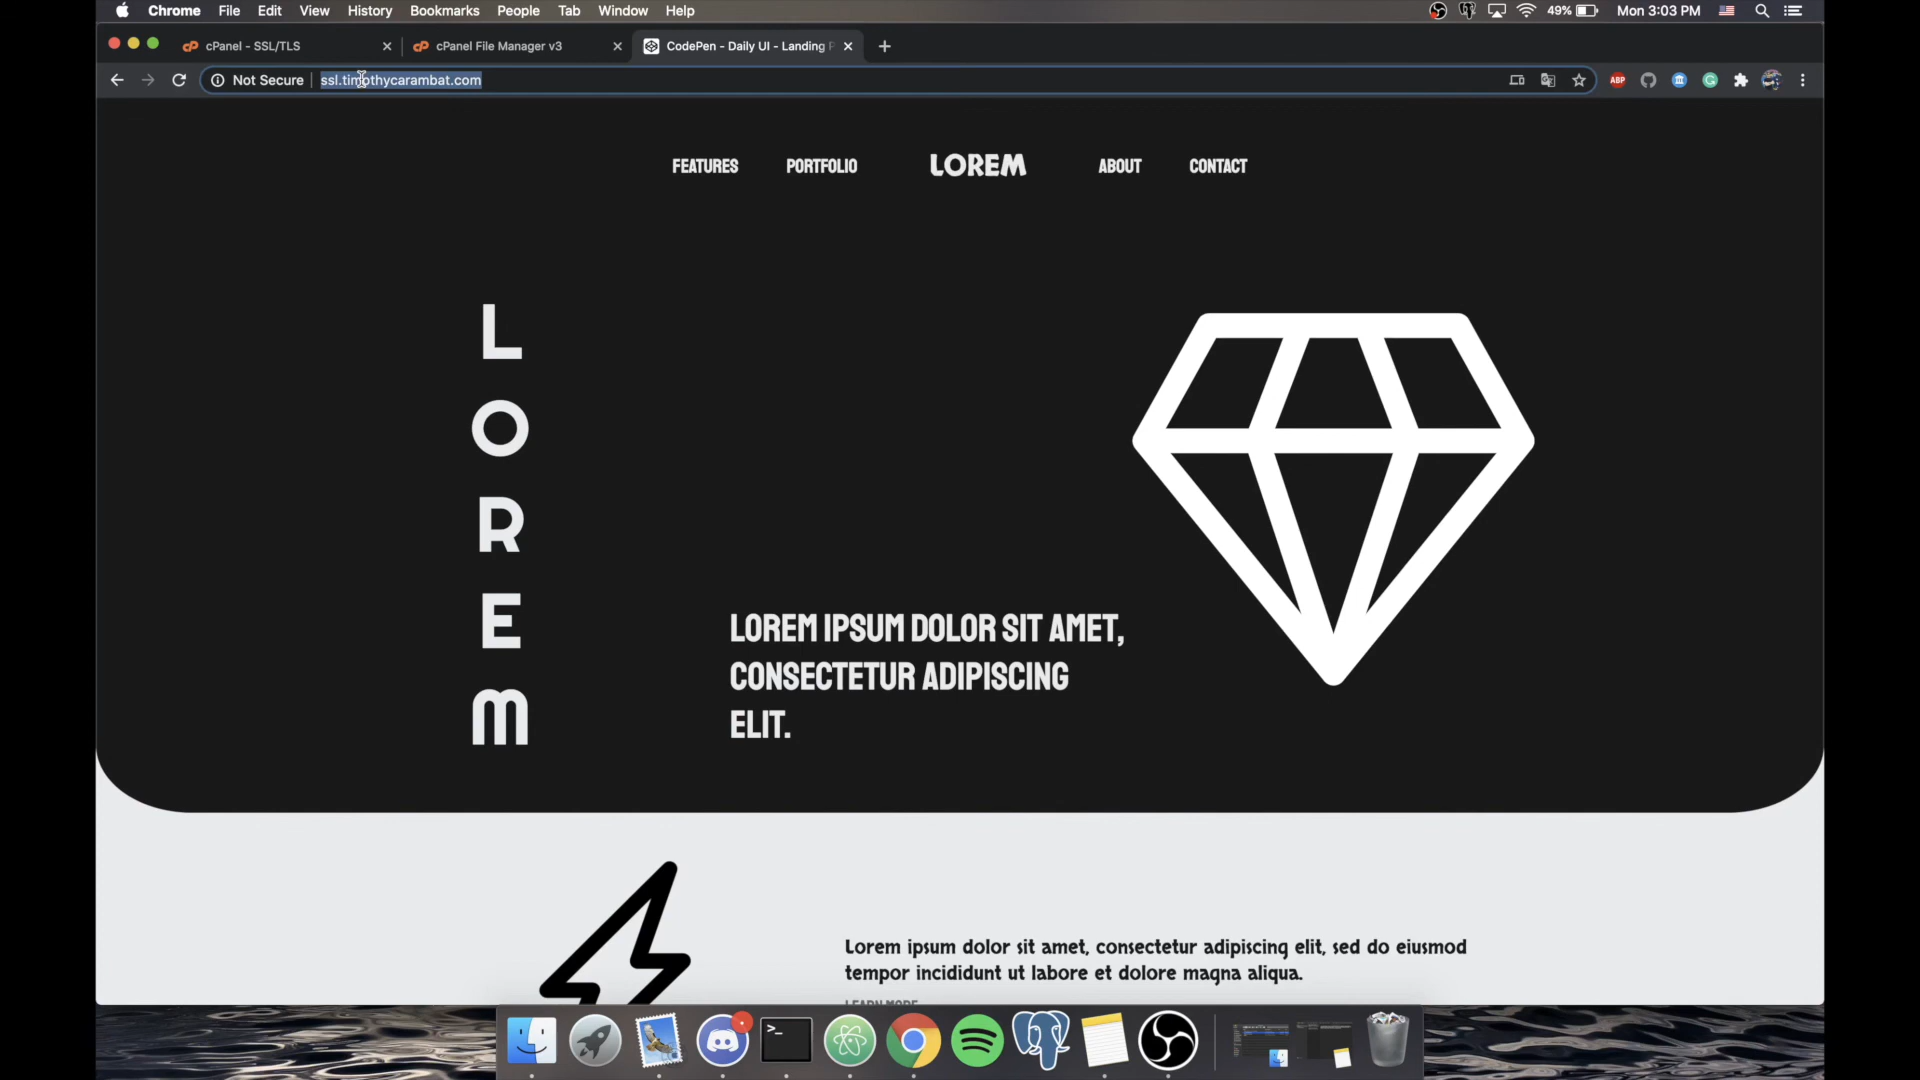 Chrome File Edit View History Bookmarks People Tab Window Help
49% Mon 3:03 PM
cPanel - SSL/TLS
cPanel File Manager v3
CodePen - Daily UI - Landing
Not Secure ssl.timothycarambat.com
ABP
FEATURES PORTFOLIO LOREM ABOUT CONTACT
L
O
R
E
M
LOREM IPSUM DOLOR SIT AMET,
CONSECTETUR ADIPISCING
ELIT.
Lorem ipsum dolor sit amet, consectetur adipiscing elit, sed do eiusmod
tempor incididunt ut labore et dolore magna aliqua.
LEARN MORE